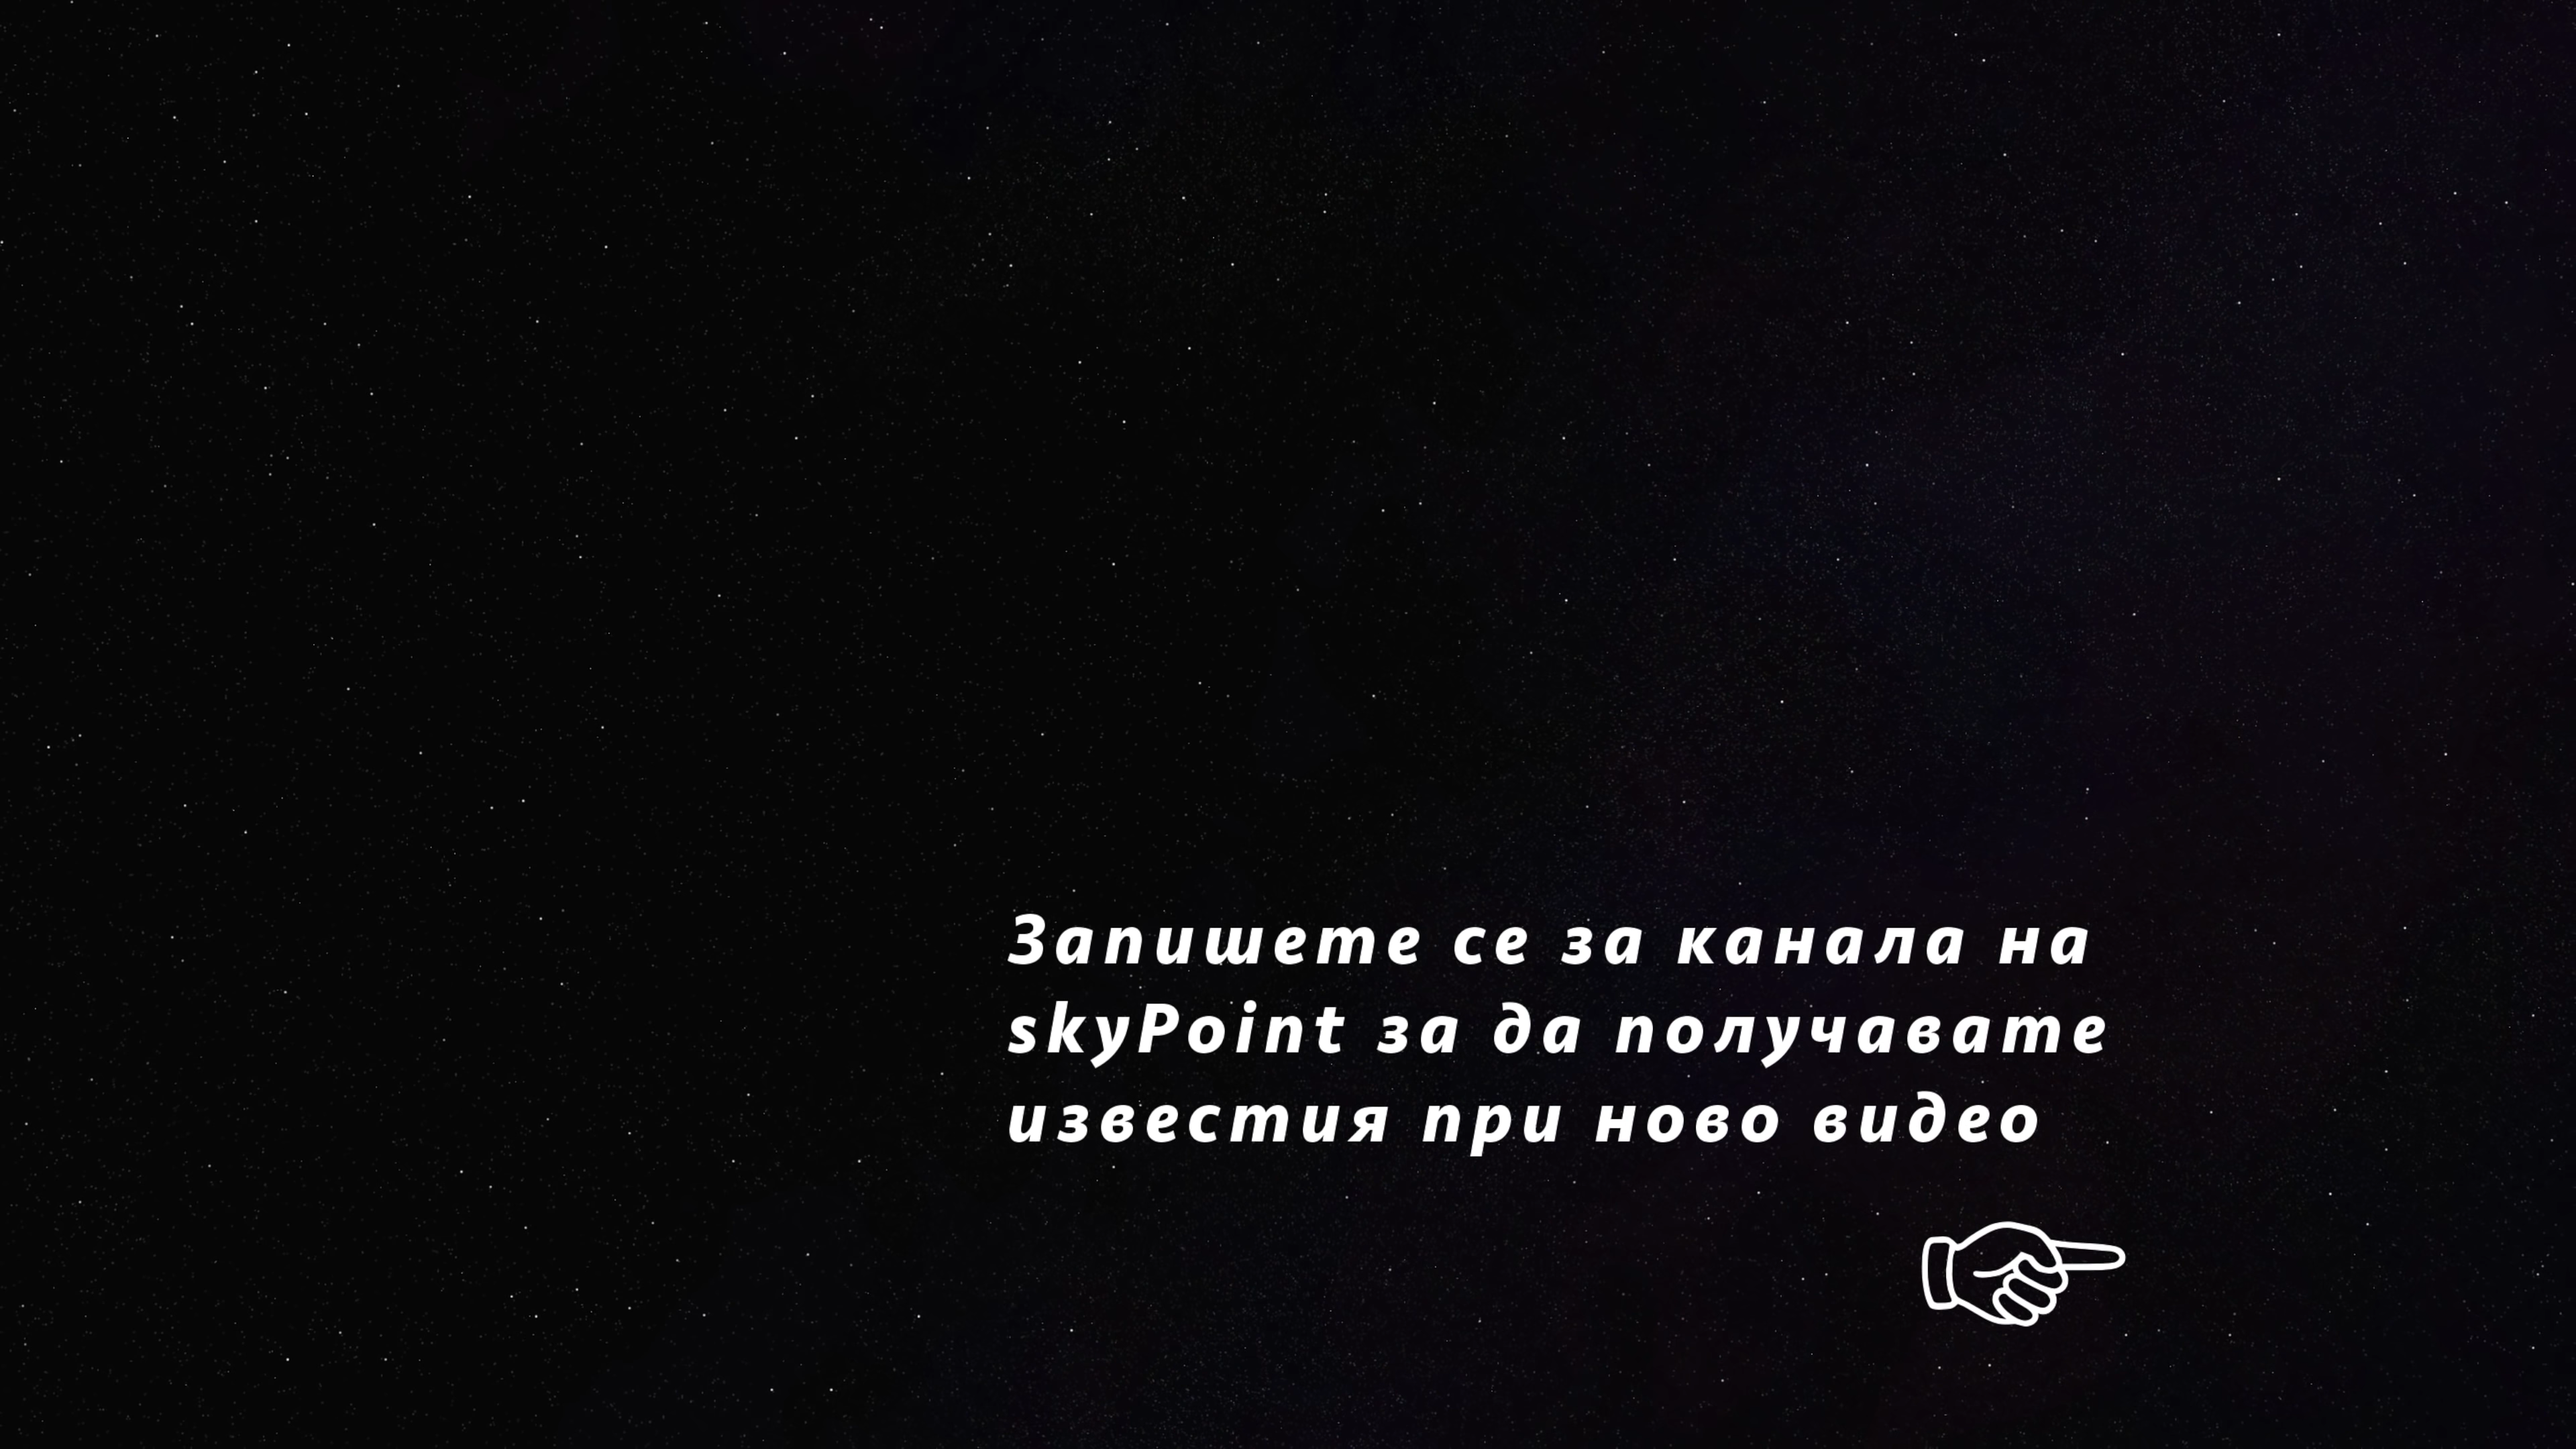 Запишете се за канала на
skyPoint за да получавате
известия при ново видео